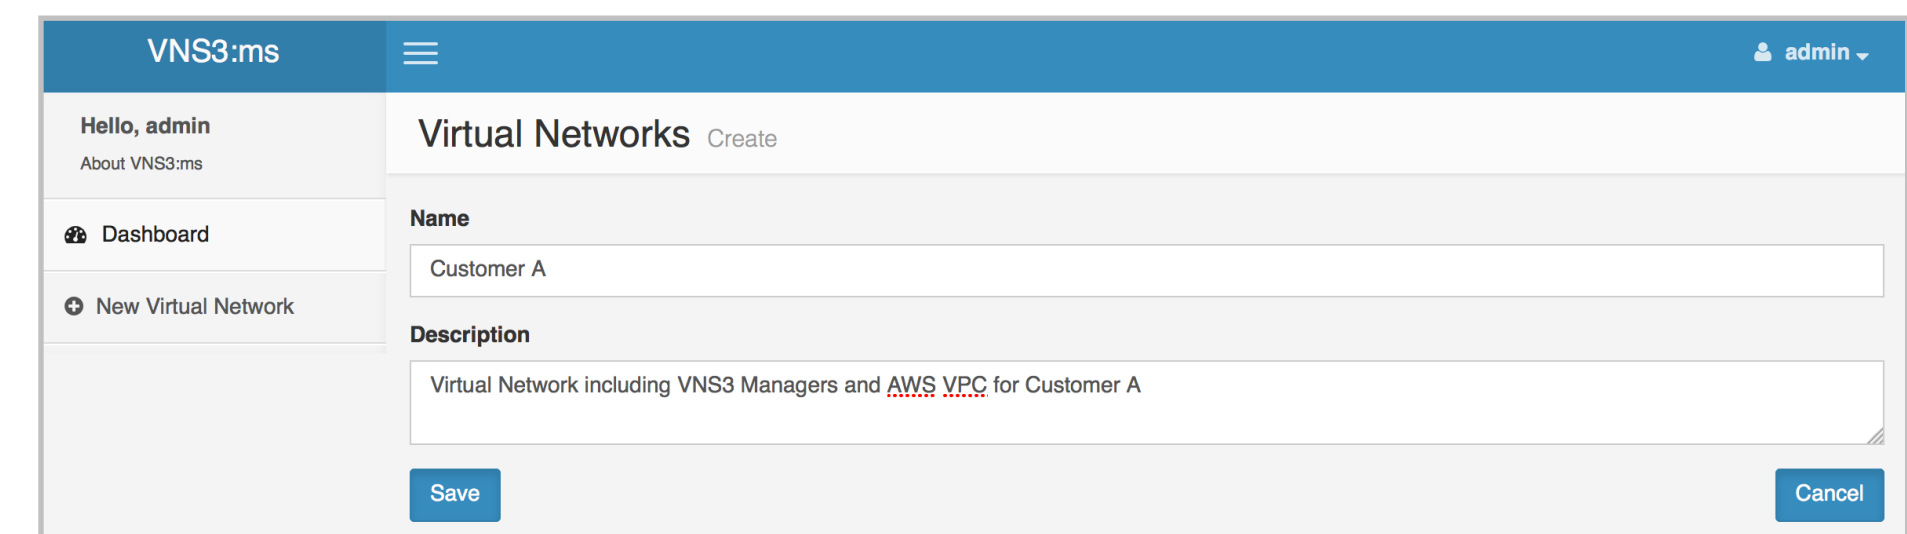 VNS3:ms
admin
Hello, admin
About VNS3:ms
Dashboard
New Virtual Network
Virtual Networks Create
Name
Customer A
Description
Virtual Network including VNS3 Managers and AWS VPC for Customer A
Save
Cancel